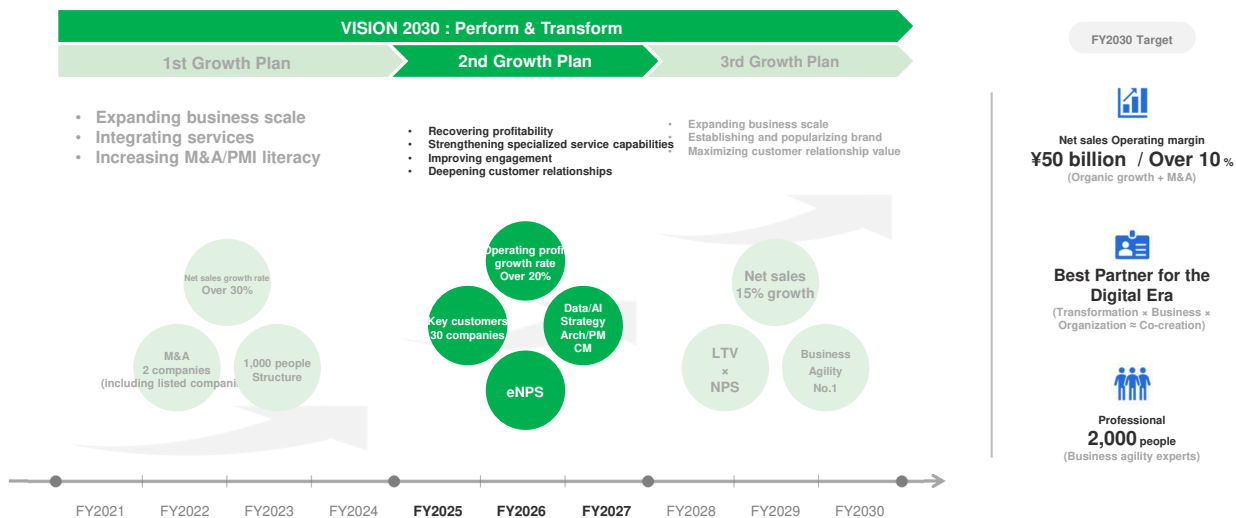 VISION 2030 : Perform & Transform
1st Growth Plan
2nd Growth Plan
3rd Growth Plan
• Expanding business scale
• Integrating services
• Increasing M&A/PMI literacy
• Recovering profitability
• Strengthening specialized service capabilities
• Improving engagement
• Deepening customer relationships
• Expanding business scale
• Establishing and popularizing brand
• Maximizing customer relationship value
Net sales growth rate
Over 30%
M&A
2 companies
(including listed compani
1,000 people
Structure
Operating profi
growth rate
Over 20%
Key customers
30 companies
Data/AI
Strategy
Arch/PM
CM
eNPS
Net sales
15% growth
LTV
×
NPS
Business
Agility
No.1
FY2021
FY2022
FY2023
FY2024
FY2025
FY2026
FY2027
FY2028
FY2029
FY2030
FY2030 Target
Net sales Operating margin
¥50 billion / Over 10 %
(Organic growth + M&A)
Best Partner for the
Digital Era
(Transformation × Business ×
Organization ≈ Co-creation)
Professional
2,000 people
(Business agility experts)